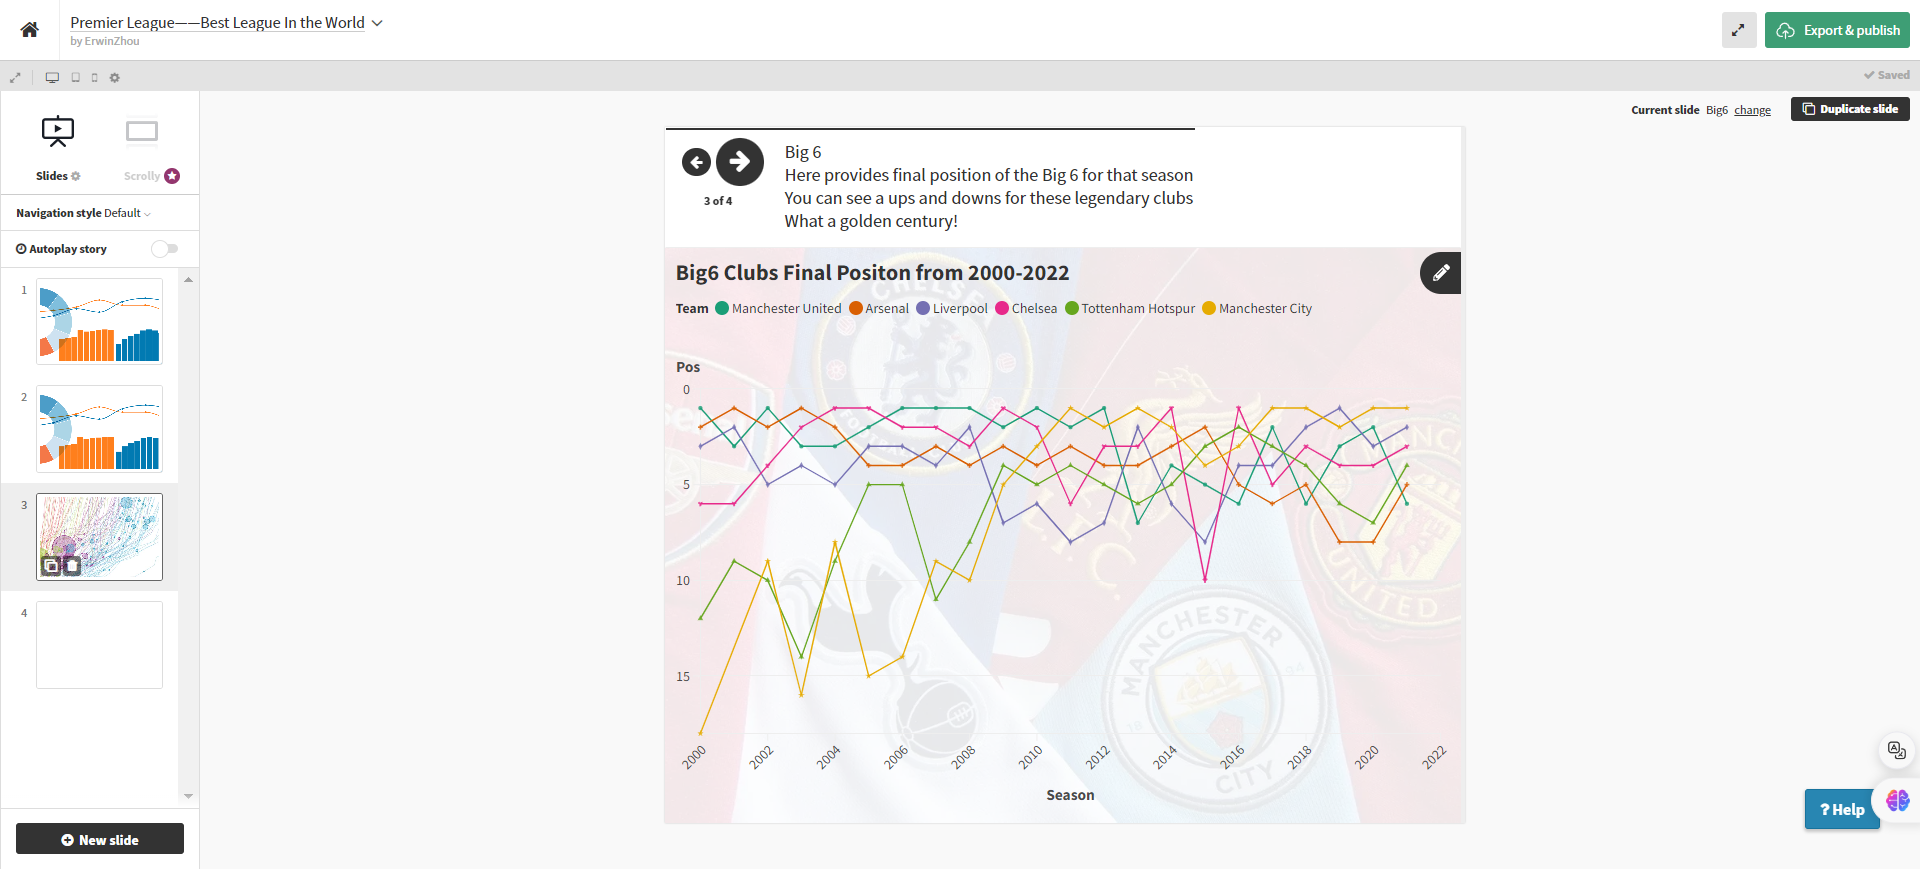 Premier League——Best League In the World
by ErwinZhou
Export & publish
Saved
Slides
Scrolly
Navigation style Default
Autoplay story
1
2
3
4
New slide
Current slide Big6 change
Duplicate slide
3 of 4
Big 6
Here provides final position of the Big 6 for that season
You can see a ups and downs for these legendary clubs
What a golden century!
Big6 Clubs Final Positon from 2000-2022
Team Manchester United Arsenal Liverpool Chelsea Tottenham Hotspur Manchester City
Pos
0
5
10
15
2000 2002 2004 2006 2008 2010 2012 2014 2016 2018 2020 2022
Season
CHELSEA
L.F.C.
UNITED
MANCHESTER
18
CITY
? Help